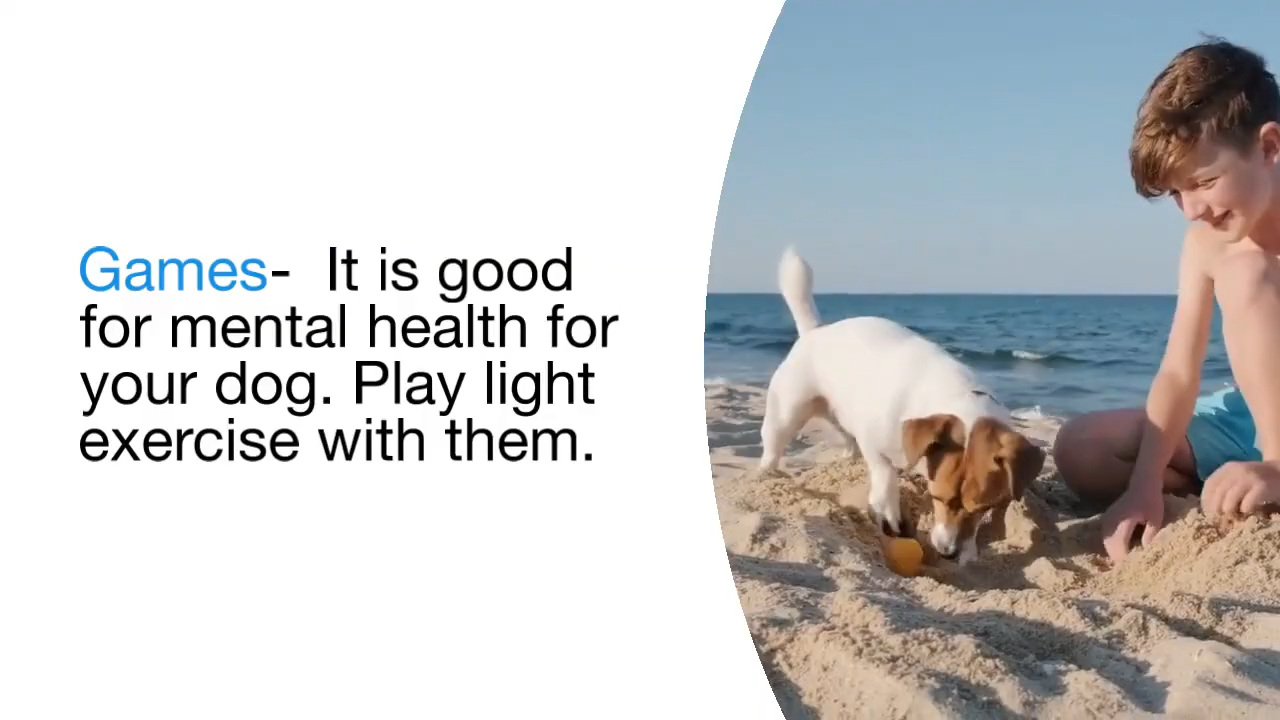 Games-  It is good
for mental health for
your dog. Play light
exercise with them.